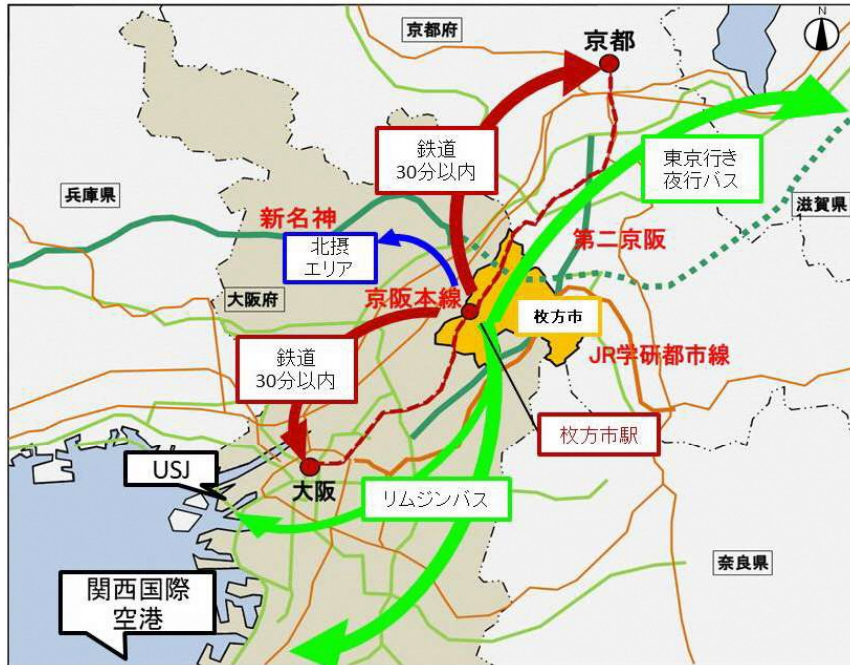 京都府
京都
N
鉄道
30分以内
東京行き
夜行バス
兵庫県
滋賀県
新名神
第二京阪
北摂
エリア
大阪府
京阪本線
枚方市
鉄道
30分以内
JR学研都市線
枚方市駅
USJ
大阪
リムジンバス
奈良県
関西国際
空港